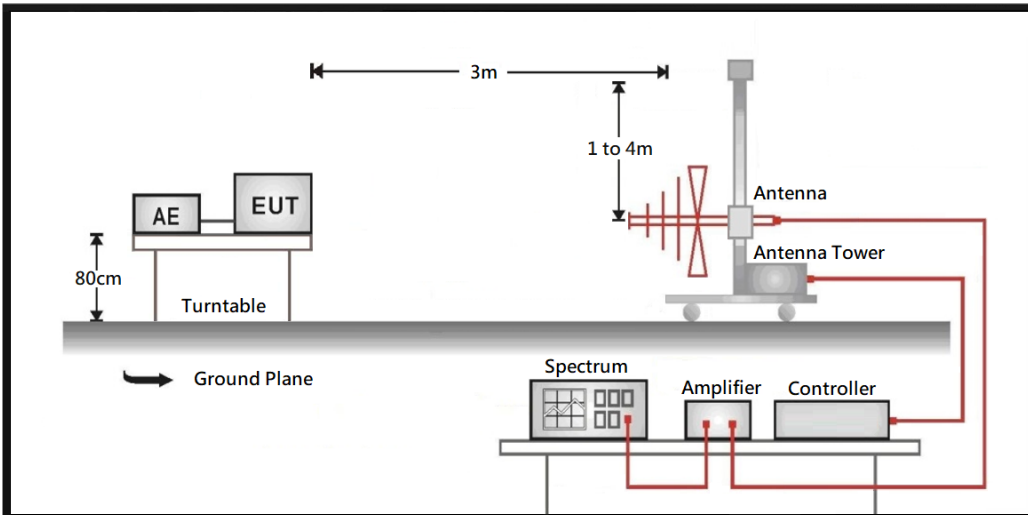 3m
1 to 4m
Antenna
AE
EUT
Antenna Tower
80cm
Turntable
Ground Plane
Spectrum
Amplifier
Controller